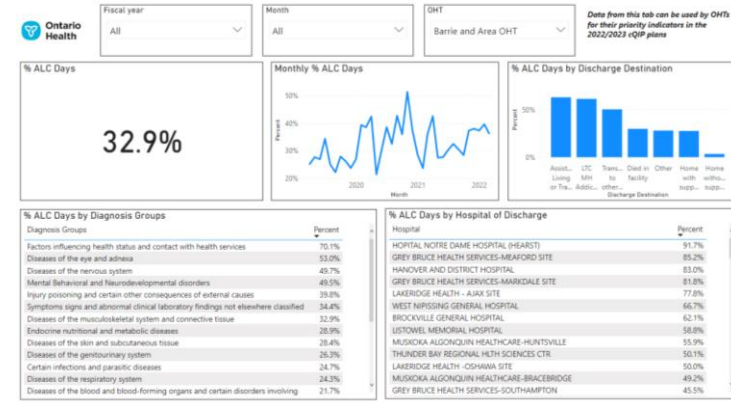 Ontario
Health
Fiscal year
All
Month
All
OHT
Barrie and Area OHT
Data from this tab can be used by OHTs
for their priority indicators in the
2022/2023 cQIP plans
% ALC Days
32.9%
Monthly % ALC Days
50%
40%
30%
20%
Percent
2020
2021
2022
Month
% ALC Days by Discharge Destination
50%
0%
Percent
Assist... LTC Trans... Died in Other Home Home
Living MH to facility with witho...
or Tra... Addic... other... supp... supp...
Discharge Destination
% ALC Days by Diagnosis Groups
Diagnosis Groups Percent
Factors influencing health status and contact with health services 70.1%
Diseases of the eye and adnexa 53.0%
Diseases of the nervous system 49.7%
Mental Behavioral and Neurodevelopmental disorders 49.5%
Injury poisoning and certain other consequences of external causes 39.8%
Symptoms signs and abnormal clinical laboratory findings not elsewhere classified 34.4%
Diseases of the musculoskeletal system and connective tissue 32.9%
Endocrine nutritional and metabolic diseases 28.9%
Diseases of the skin and subcutaneous tissue 28.4%
Diseases of the genitourinary system 26.3%
Certain infections and parasitic diseases 24.7%
Diseases of the respiratory system 24.3%
Diseases of the blood and blood-forming organs and certain disorders involving 21.7%
% ALC Days by Hospital of Discharge
Hospital Percent
HOPITAL NOTRE DAME HOSPITAL (HEARST) 91.7%
GREY BRUCE HEALTH SERVICES-MEAFORD SITE 85.2%
HANOVER AND DISTRICT HOSPITAL 83.0%
GREY BRUCE HEALTH SERVICES-MARKDALE SITE 81.8%
LAKERIDGE HEALTH - AJAX SITE 77.8%
WEST NIPISSING GENERAL HOSPITAL 66.7%
BROCKVILLE GENERAL HOSPITAL 62.1%
LISTOWEL MEMORIAL HOSPITAL 58.8%
MUSKOKA ALGONQUIN HEALTHCARE-HUNTSVILLE 55.9%
THUNDER BAY REGIONAL HLTH SCIENCES CTR 50.1%
LAKERIDGE HEALTH -OSHAWA SITE 50.0%
MUSKOKA ALGONQUIN HEALTHCARE-BRACEBRIDGE 49.2%
GREY BRUCE HEALTH SERVICES-SOUTHAMPTON 45.5%